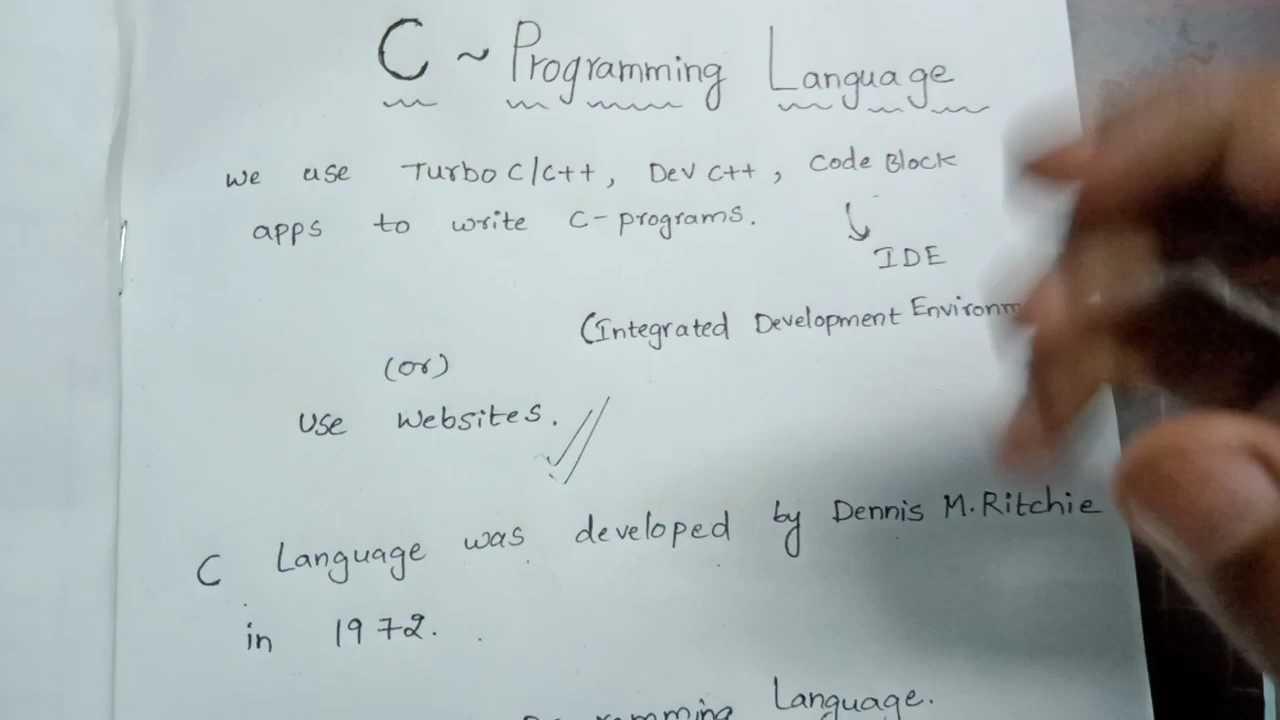 C ~ Programming Language
we use Turbo C/C++, Dev C++, Code Block
apps to write C-programs.
IDE
(Integrated Development Environm
(or)
Use Websites.
C Language was developed by Dennis M. Ritchie
in 1972.
Language.